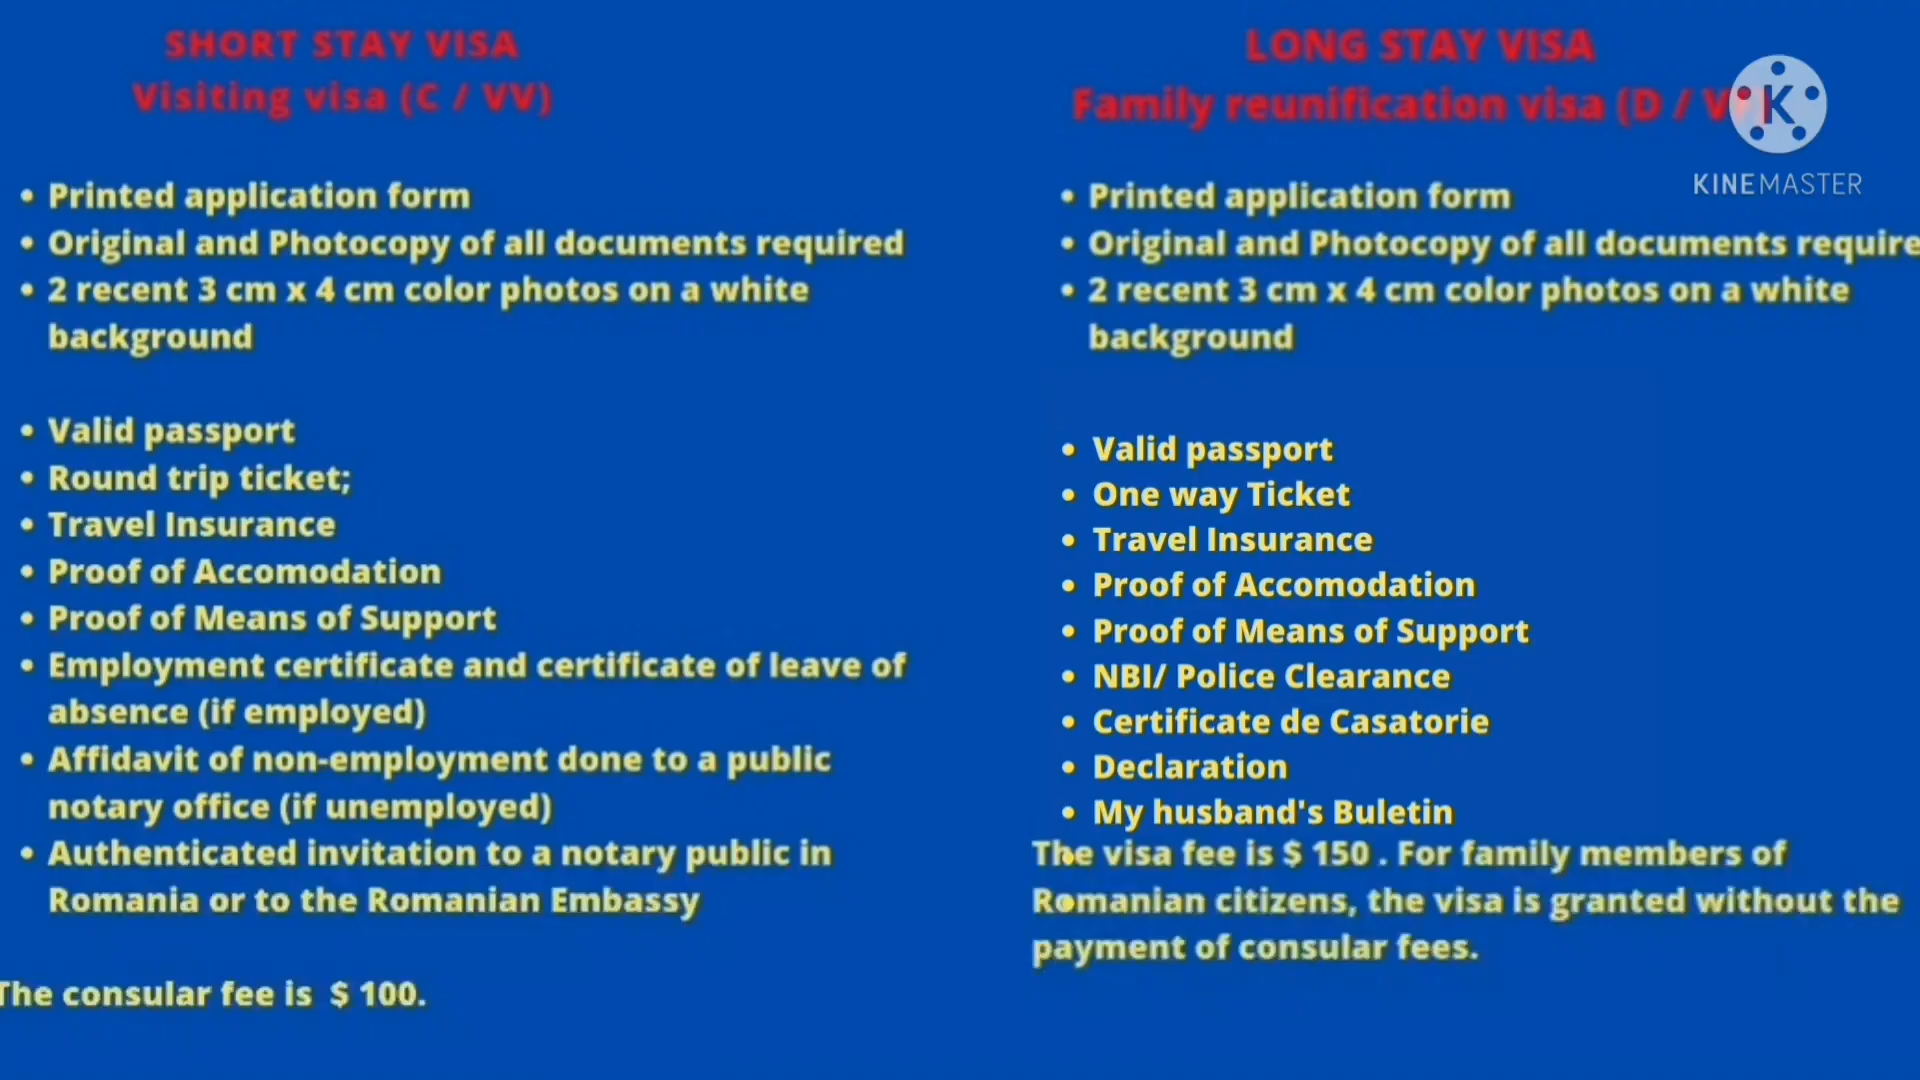 SHORT STAY VISA
Visiting visa (C / VV)
• Printed application form
• Original and Photocopy of all documents required
• 2 recent 3 cm x 4 cm color photos on a white
background
• Valid passport
• Round trip ticket;
• Travel Insurance
• Proof of Accomodation
• Proof of Means of Support
• Employment certificate and certificate of leave of
absence (if employed)
• Affidavit of non-employment done to a public
notary office (if unemployed)
• Authenticated invitation to a notary public in
Romania or to the Romanian Embassy
The consular fee is $ 100.
LONG STAY VISA
Family reunification visa (D / V
K
KINEMASTER
• Printed application form
• Original and Photocopy of all documents require
• 2 recent 3 cm x 4 cm color photos on a white
background
• Valid passport
• One way Ticket
• Travel Insurance
• Proof of Accomodation
• Proof of Means of Support
• NBI/ Police Clearance
• Certificate de Casatorie
• Declaration
• My husband's Buletin
The visa fee is $ 150 . For family members of
Romanian citizens, the visa is granted without the
payment of consular fees.